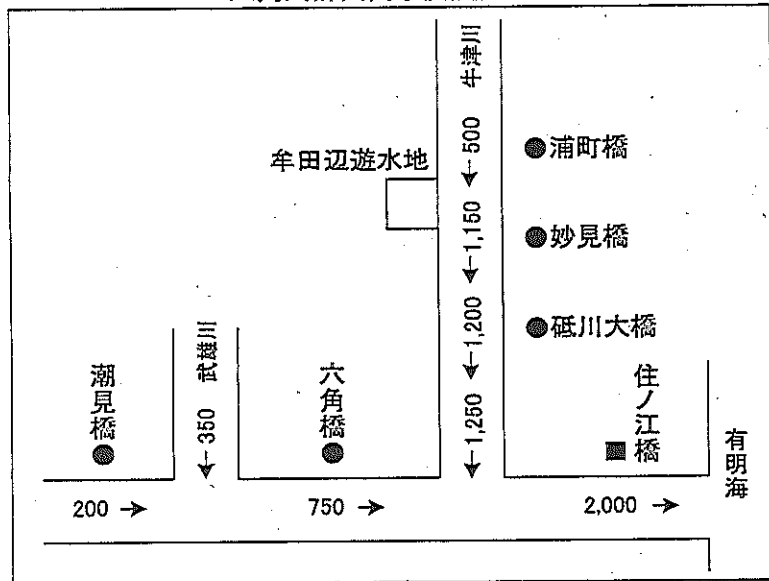 牛津川
←500
浦町橋
牟田辺遊水地
←1,150
妙見橋
←1,200
砥川大橋
武雄川
潮見橋
六角橋
住ノ江橋
←350
←1,250
有明海
200→
750→
2,000→